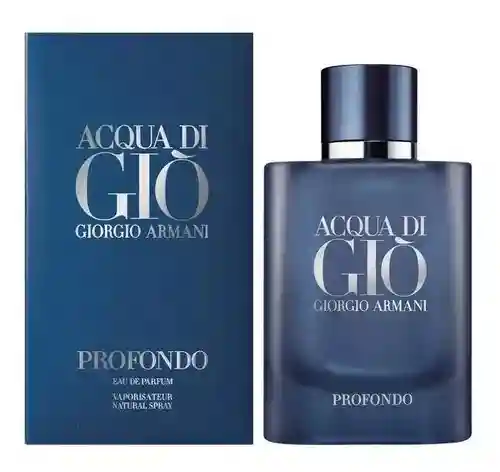 ACQUA DI
GIÒ
GIORGIO ARMANI
PROFONDO
EAU DE PARFUM
VAPORISATEUR
NATURAL SPRAY
ACQUA DI
GIÒ
GIORGIO ARMANI
PROFONDO